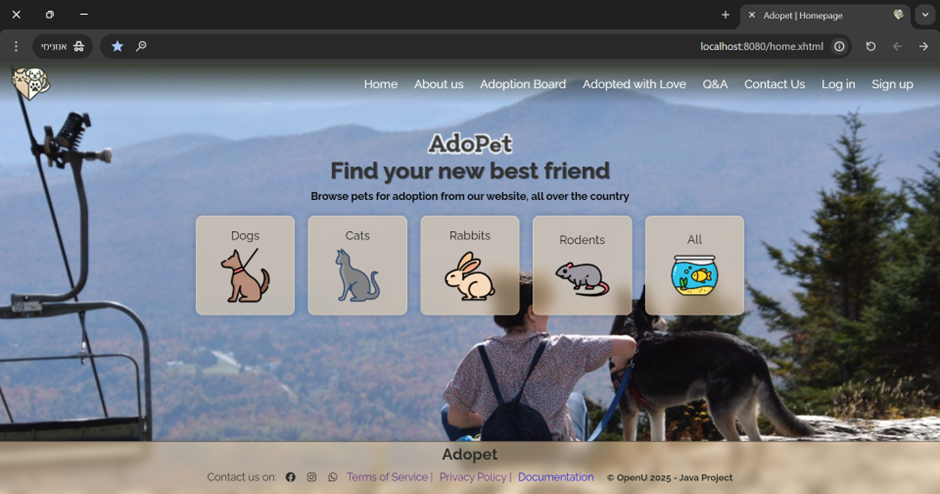 Adopet | Homepage
אנונימי
localhost:8080/home.xhtml
Home About us Adoption Board Adopted with Love Q&A Contact Us Log in Sign up
AdoPet
Find your new best friend
Browse pets for adoption from our website, all over the country
Dogs Cats Rabbits Rodents All
Adopet
Contact us on: Terms of Service | Privacy Policy | Documentation © OpenU 2025 - Java Project